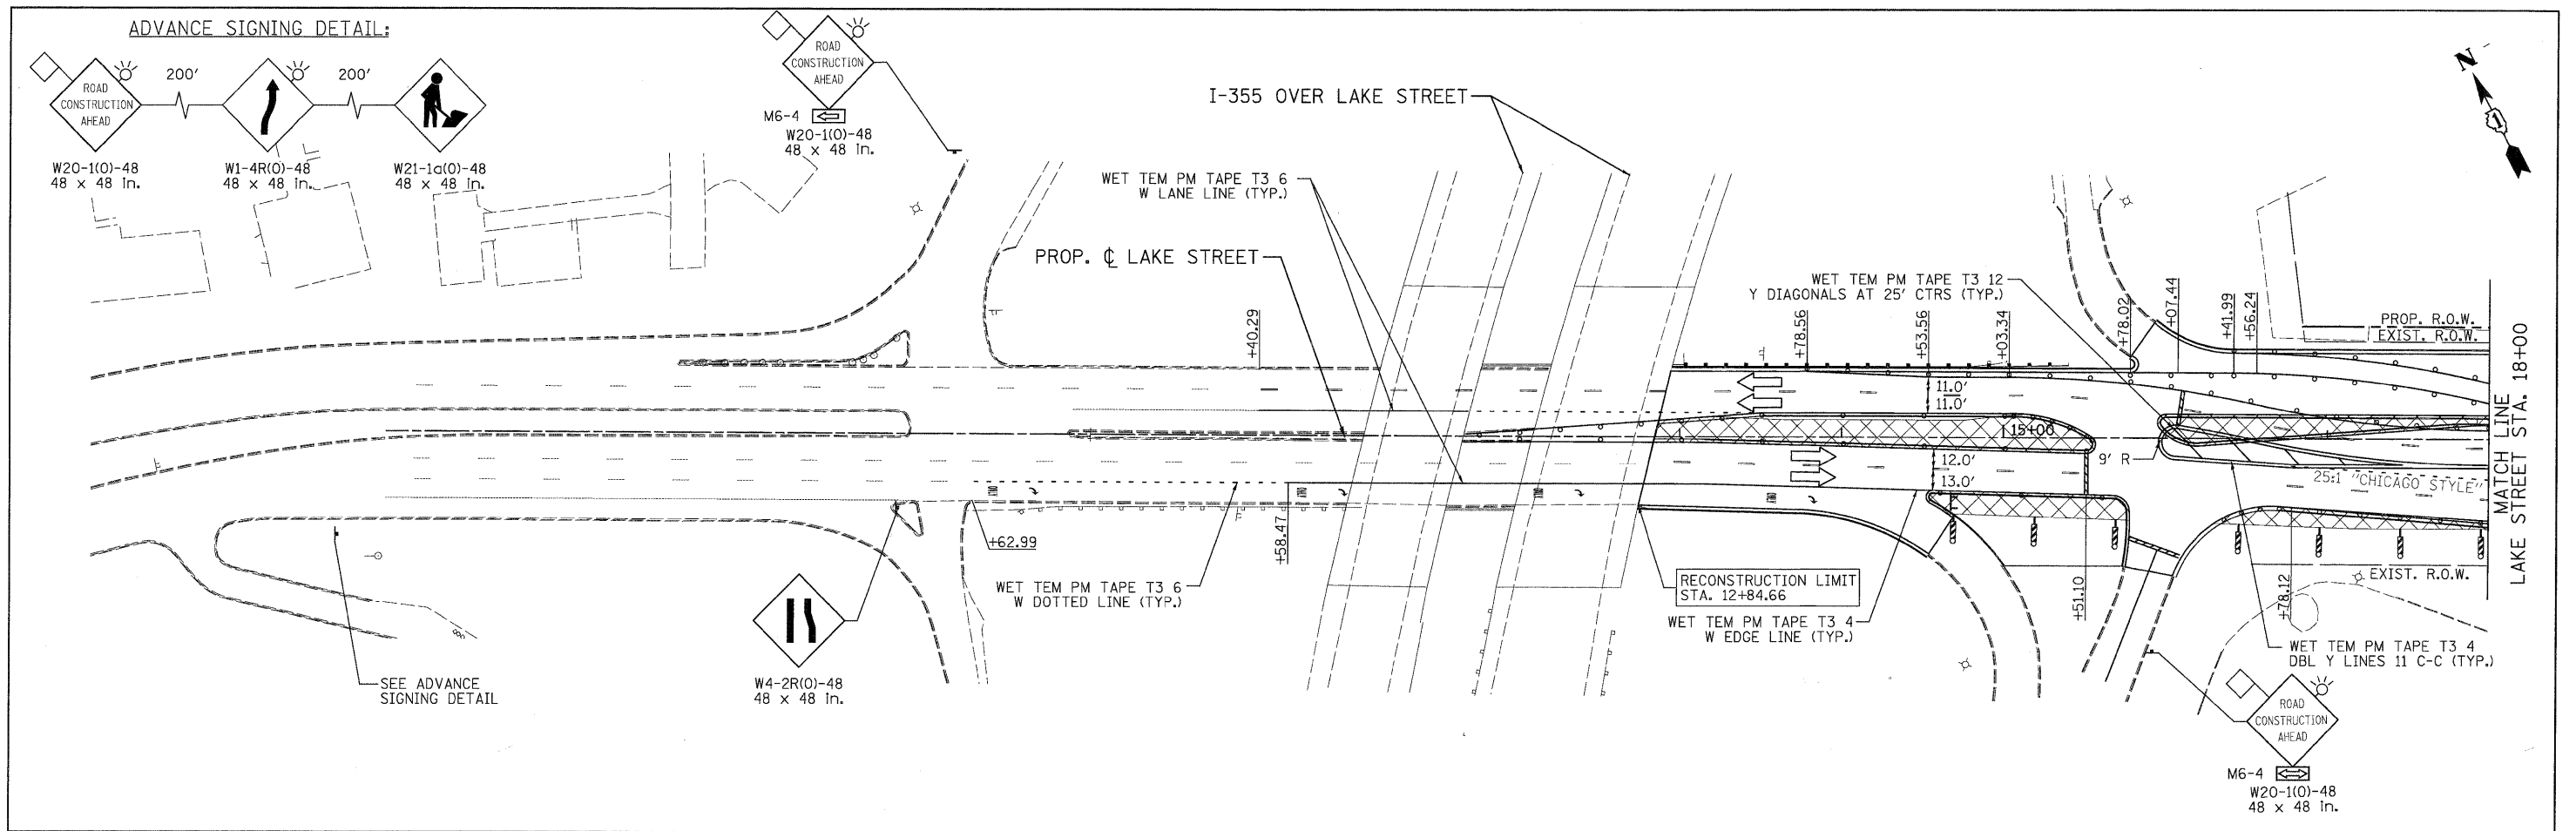 ADVANCE SIGNING DETAIL:
200'
200'
ROAD
CONSTRUCTION
AHEAD
W20-1(O)-48
48 x 48 in.
W1-4R(O)-48
48 x 48 in.
W21-1a(O)-48
48 x 48 in.
ROAD
CONSTRUCTION
AHEAD
M6-4
W20-1(O)-48
48 x 48 in.
I-355 OVER LAKE STREET
N
1
WET TEM PM TAPE T3 6
W LANE LINE (TYP.)
PROP. ℄ LAKE STREET
WET TEM PM TAPE T3 12
Y DIAGONALS AT 25' CTRS (TYP.)
+40.29
+78.56
+53.56
+03.34
+78.02
+07.44
+41.99
+56.24
PROP. R.O.W.
EXIST. R.O.W.
MATCH LINE
LAKE STREET STA. 18+00
11.0'
11.0'
15+00
12.0'
13.0'
9' R
25:1 "CHICAGO STYLE"
ONLY
ONLY
ONLY
ONLY
+62.99
+58.47
WET TEM PM TAPE T3 6
W DOTTED LINE (TYP.)
RECONSTRUCTION LIMIT
STA. 12+84.66
WET TEM PM TAPE T3 4
W EDGE LINE (TYP.)
+51.10
+78.12
EXIST. R.O.W.
WET TEM PM TAPE T3 4
DBL Y LINES 11 C-C (TYP.)
SEE ADVANCE
SIGNING DETAIL
W4-2R(O)-48
48 x 48 in.
ROAD
CONSTRUCTION
AHEAD
M6-4
W20-1(O)-48
48 x 48 in.